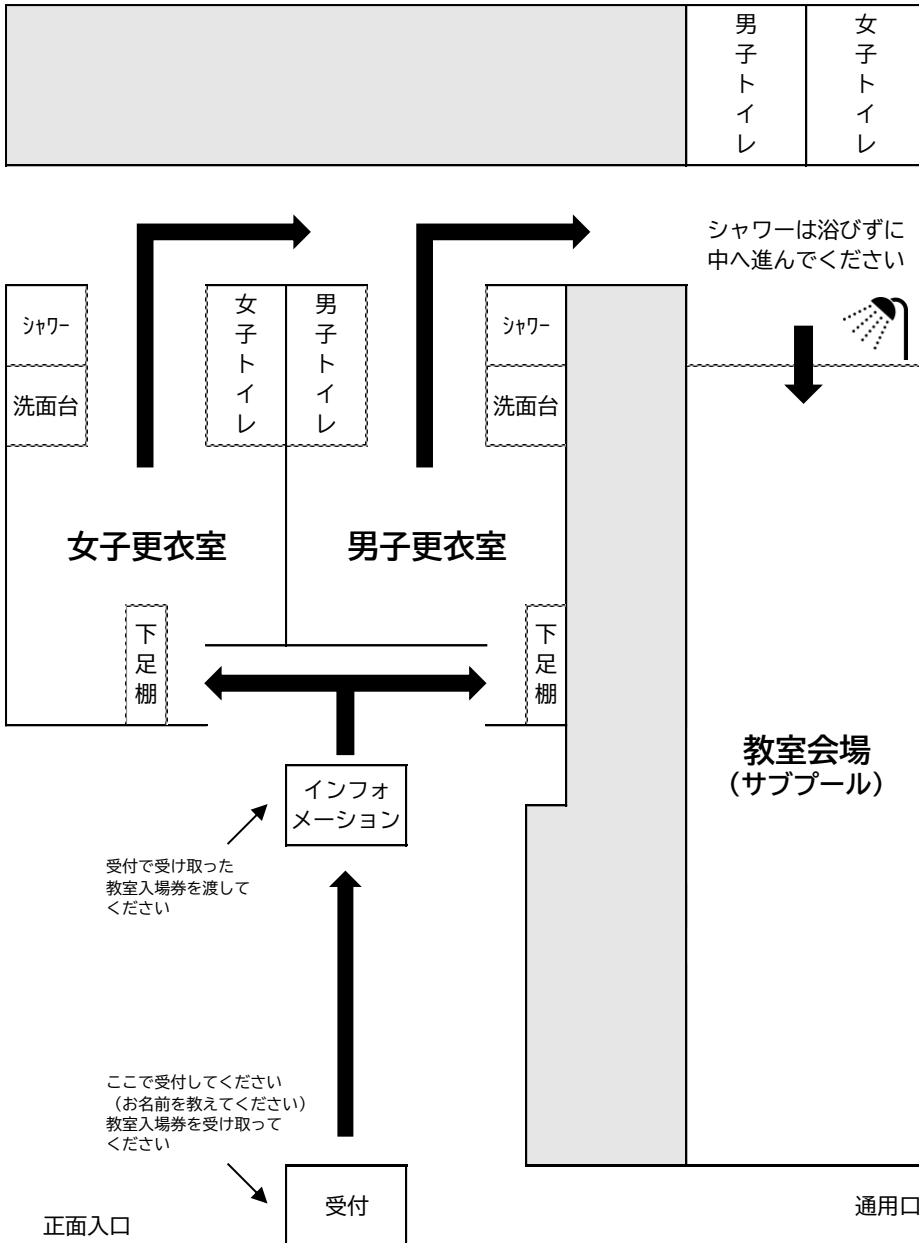 男子トイレ
女子トイレ
シャワーは浴びずに
中へ進んでください
ｼｬﾜｰ
洗面台
女子トイレ
男子トイレ
ｼｬﾜｰ
洗面台
女子更衣室
男子更衣室
下足棚
下足棚
教室会場
（サブプール）
インフォ
メーション
受付で受け取った
教室入場券を渡して
ください
ここで受付してください
（お名前を教えてください）
教室入場券を受け取って
ください
受付
正面入口
通用口